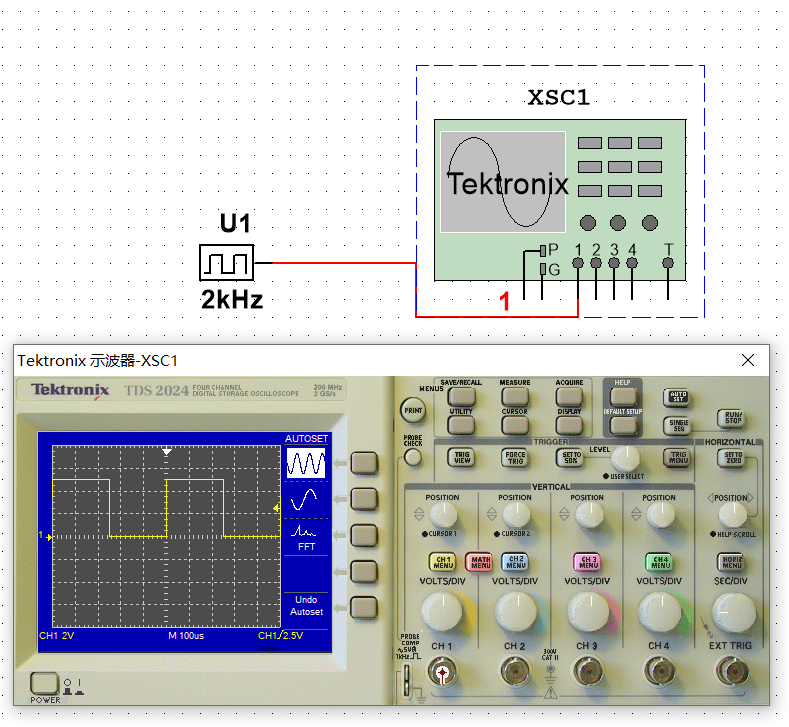 XSC1
Tektronix
U1
P 1 2 3 4 T
G
2kHz
1
Tektronix 示波器-XSC1
Tektronix TDS 2024 FOUR CHANNEL DIGITAL STORAGE OSCILLOSCOPE 200 MHz 2 GS/s
AUTOSET
FFT
Undo
Autoset
1
CH1 2V M 100us CH1/2.5V
POWER
MENUS SAVE/RECALL MEASURE ACQUIRE HELP
PRINT
UTILITY CURSOR DISPLAY DEFAULT SETUP
AUTO SET
SINGLE SEQ
RUN/STOP
PROBE CHECK
TRIGGER
TRIG VIEW
FORCE TRIG
SET TO 50%
LEVEL
USER SELECT
TRIG MENU
HORIZONTAL
SET TO ZERO
VERTICAL
POSITION POSITION POSITION POSITION POSITION
CURSOR 1 CURSOR 2 HELP SCROLL
CH 1 MENU MATH MENU CH 2 MENU CH 3 MENU CH 4 MENU HORIZ MENU
VOLTS/DIV VOLTS/DIV VOLTS/DIV VOLTS/DIV SEC/DIV
PROBE COMP
~5V
1kHz
CH 1 CH 2 CH 3 CH 4 EXT TRIG
300V
CAT II